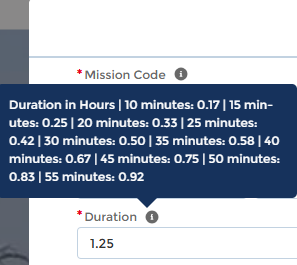 * Mission Code i
Duration in Hours | 10 minutes: 0.17 | 15 min-
utes: 0.25 | 20 minutes: 0.33 | 25 minutes:
0.42 | 30 minutes: 0.50 | 35 minutes: 0.58 | 40
minutes: 0.67 | 45 minutes: 0.75 | 50 minutes:
0.83 | 55 minutes: 0.92
* Duration i
1.25